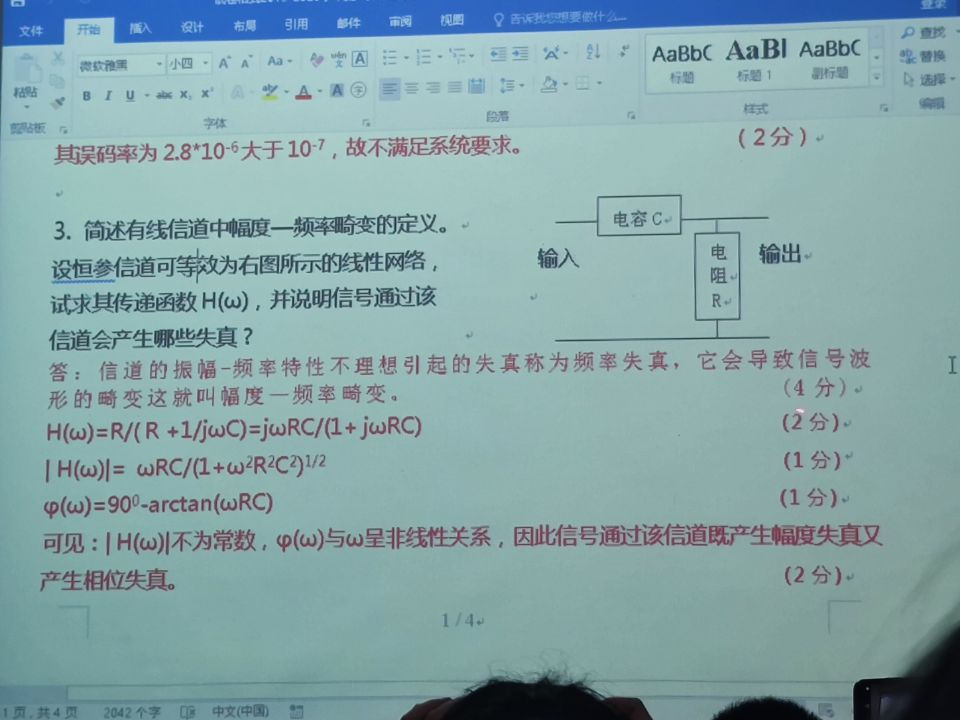 登录
文件 开始 插入 设计 布局 引用 邮件 审阅 视图 告诉我您想要做什么...
微软雅黑 小四 A A Aa wén 文 A
粘贴
B I U abc X₂ X² A A A 字
AaBbC AaBl AaBbC
标题 标题 1 副标题
查找
替换
选择
剪贴板 字体 段落 样式 编辑
其误码率为 2.8*10⁻⁶ 大于 10⁻⁷，故不满足系统要求。 （2分）
3. 简述有线信道中幅度—频率畸变的定义。
设恒参信道可等效为右图所示的线性网络，
试求其传递函数 H(ω)，并说明信号通过该
信道会产生哪些失真？
电容 C
输入
电
阻
R
输出
答：信道的振幅-频率特性不理想引起的失真称为频率失真，它会导致信号波
形的畸变这就叫幅度—频率畸变。 （4 分）
H(ω)=R/( R +1/jωC)=jωRC/(1+ jωRC) (2 分)
| H(ω)|= ωRC/(1+ω²R²C²)¹/² (1 分)
φ(ω)=90⁰-arctan(ωRC) (1 分)
可见：| H(ω)|不为常数，φ(ω)与ω呈非线性关系，因此信号通过该信道既产生幅度失真又
产生相位失真。 (2 分)
1 / 4
1 页，共 4 页 2042 个字 中文(中国)